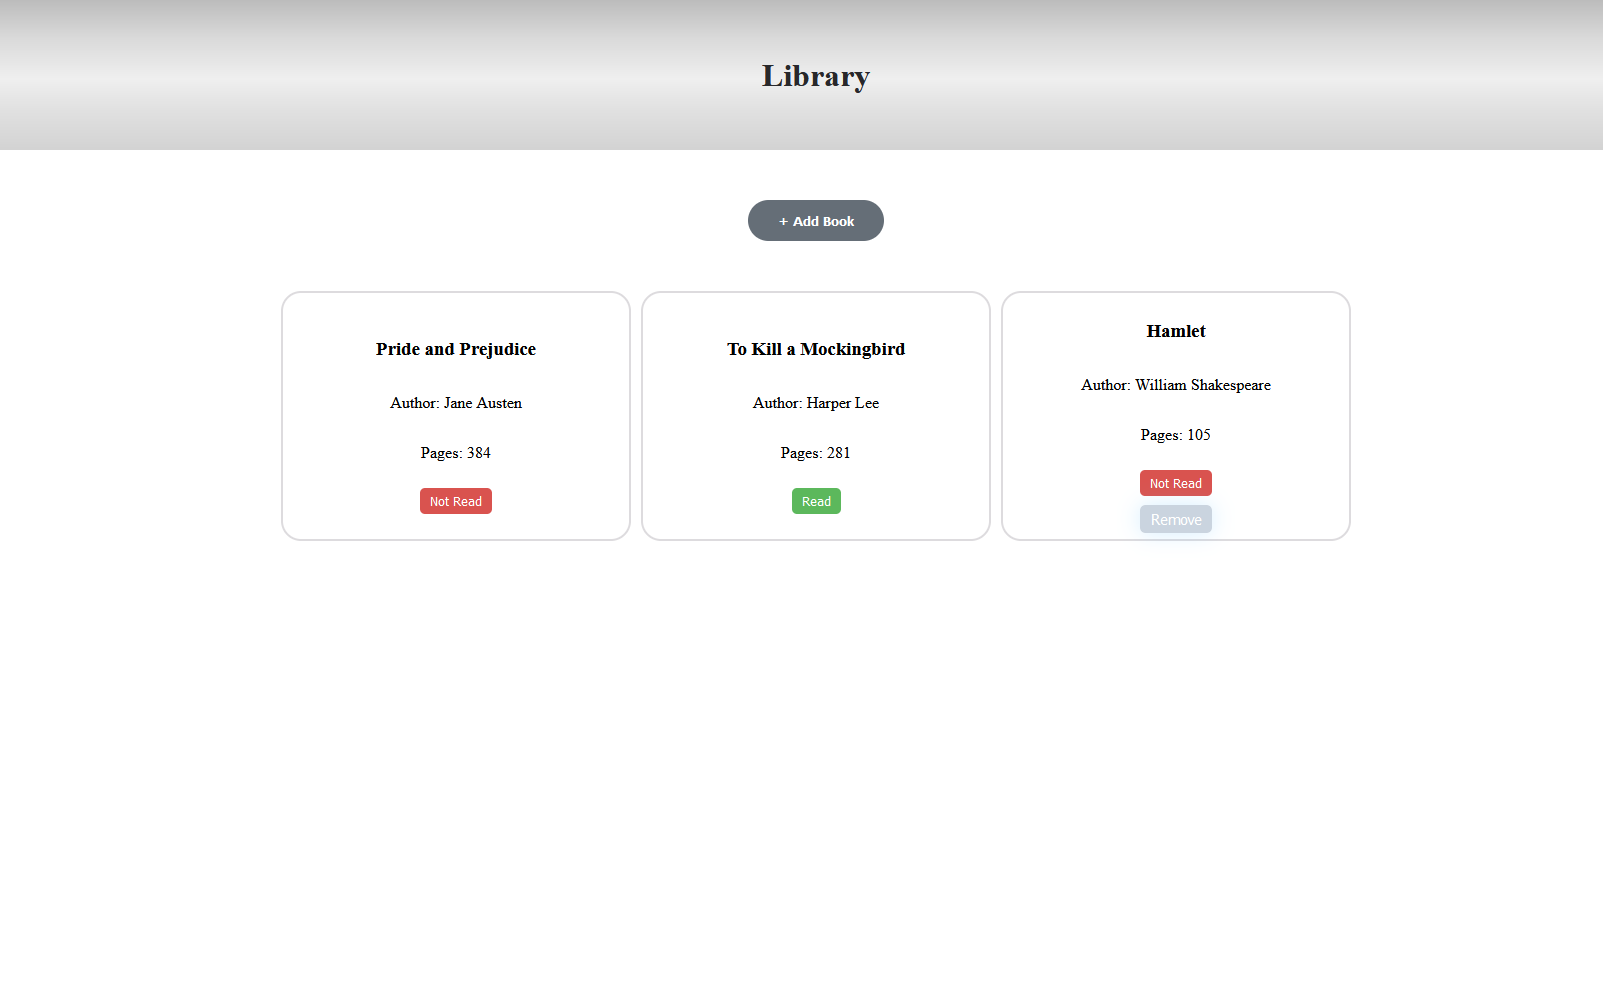 Library
+ Add Book
Pride and Prejudice
Author: Jane Austen
Pages: 384
Not Read
To Kill a Mockingbird
Author: Harper Lee
Pages: 281
Read
Hamlet
Author: William Shakespeare
Pages: 105
Not Read
Remove